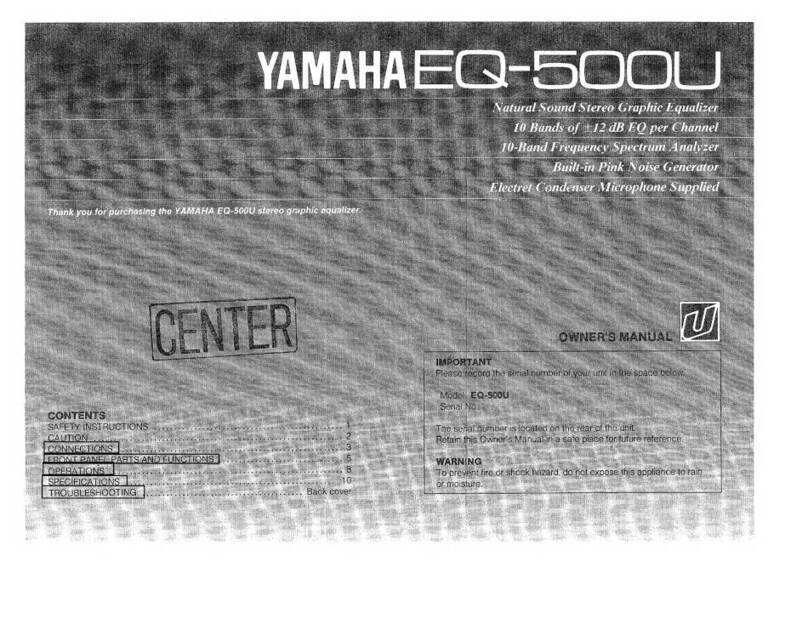 YAMAHA EQ-500U
Natural Sound Stereo Graphic Equalizer
10 Bands of ±12 dB EQ per Channel
10-Band Frequency Spectrum Analyzer
Built-in Pink Noise Generator
Electret Condenser Microphone Supplied
Thank you for purchasing the YAMAHA EQ-500U stereo graphic equalizer.
CENTER
OWNER'S MANUAL
IMPORTANT
Please record the serial number of your unit in the space below.
Model: EQ-500U
Serial No.:
The serial number is located on the rear of the unit.
Retain this Owner's Manual in a safe place for future reference.
WARNING
To prevent fire or shock hazard, do not expose this appliance to rain
or moisture.
CONTENTS
SAFETY INSTRUCTIONS 1
CAUTION 2
CONNECTIONS 3
FRONT PANEL PARTS AND FUNCTIONS 5
OPERATIONS 8
SPECIFICATIONS 10
TROUBLESHOOTING Back cover